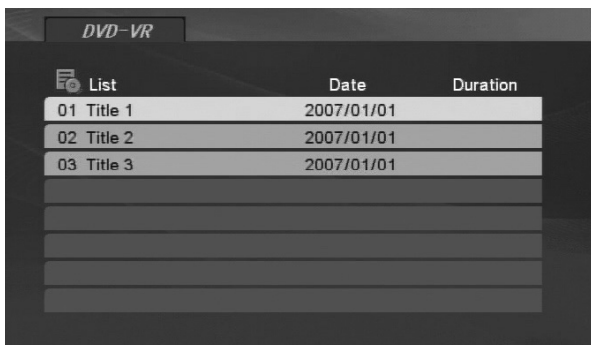 DVD-VR
List Date Duration
01 Title 1 2007/01/01
02 Title 2 2007/01/01
03 Title 3 2007/01/01